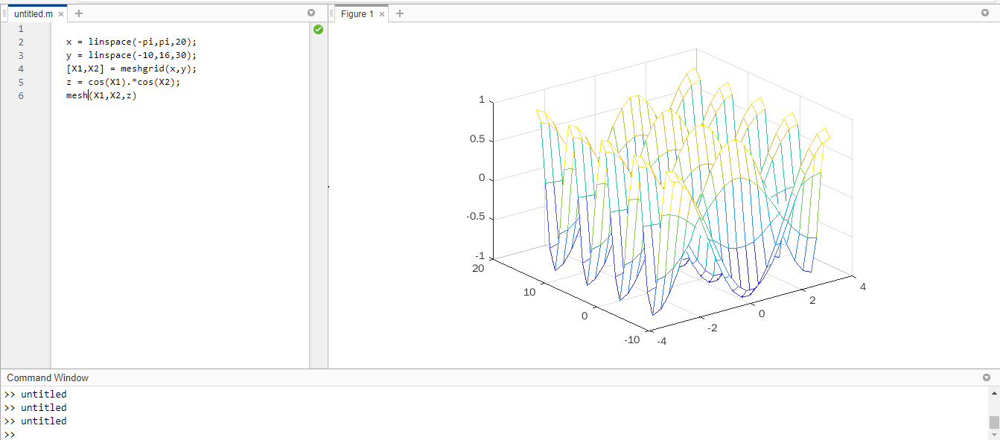 untitled.m × +
1
2 x = linspace(-pi,pi,20);
3 y = linspace(-10,16,30);
4 [X1,X2] = meshgrid(x,y);
5 z = cos(X1).*cos(X2);
6 mesh(X1,X2,z)
Figure 1 × +
1
0.5
0
-0.5
-1
20
10
0
-10
-4
-2
0
2
4
Command Window
>> untitled
>> untitled
>> untitled
>>